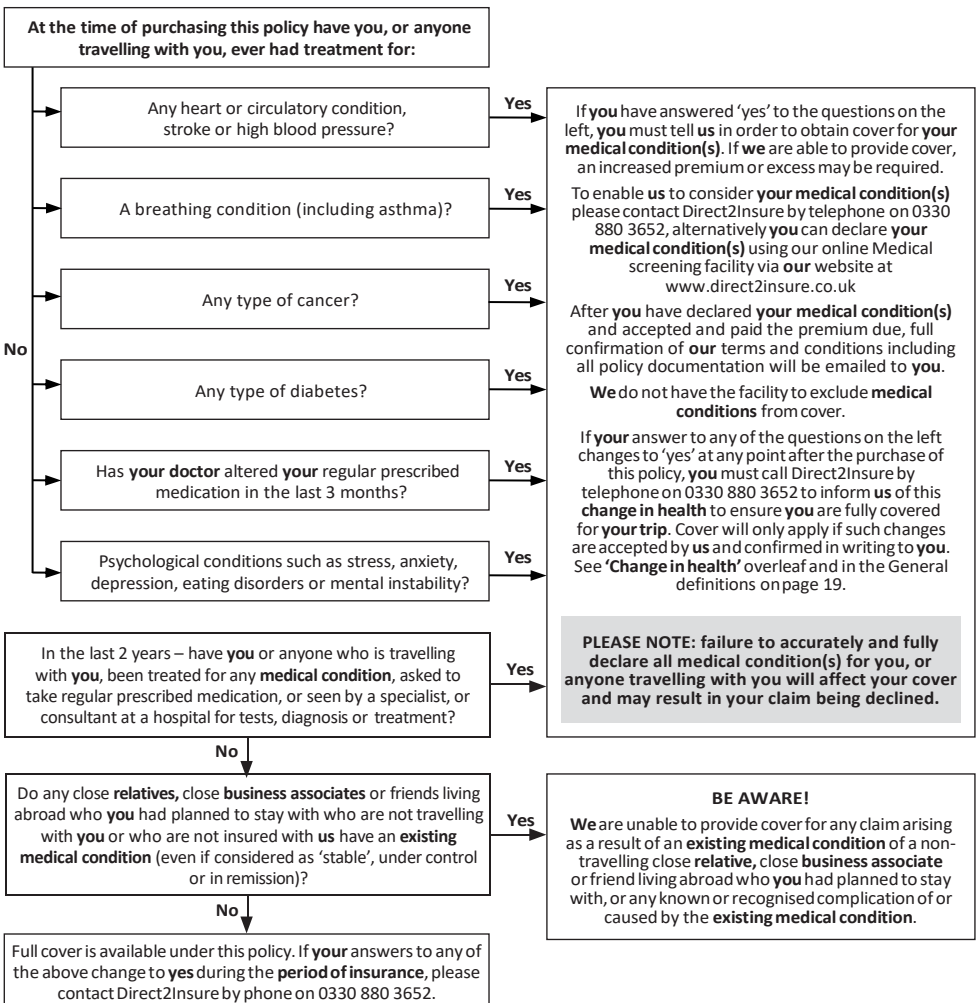 At the time of purchasing this policy have you, or anyone
travelling with you, ever had treatment for:
Any heart or circulatory condition,
stroke or high blood pressure?
Yes
A breathing condition (including asthma)?
Yes
Any type of cancer?
Yes
No
Any type of diabetes?
Yes
Has your doctor altered your regular prescribed
medication in the last 3 months?
Yes
Psychological conditions such as stress, anxiety,
depression, eating disorders or mental instability?
Yes
If you have answered ‘yes’ to the questions on the
left, you must tell us in order to obtain cover for your
medical condition(s). If we are able to provide cover,
an increased premium or excess may be required.
To enable us to consider your medical condition(s)
please contact Direct2Insure by telephone on 0330
880 3652, alternatively you can declare your
medical condition(s) using our online Medical
screening facility via our website at
www.direct2insure.co.uk
After you have declared your medical condition(s)
and accepted and paid the premium due, full
confirmation of our terms and conditions including
all policy documentation will be emailed to you.
We do not have the facility to exclude medical
conditions from cover.
If your answer to any of the questions on the left
changes to ‘yes’ at any point after the purchase of
this policy, you must call Direct2Insure by
telephone on 0330 880 3652 to inform us of this
change in health to ensure you are fully covered
for your trip. Cover will only apply if such changes
are accepted by us and confirmed in writing to you.
See ‘Change in health’ overleaf and in the General
definitions on page 19.
PLEASE NOTE: failure to accurately and fully
declare all medical condition(s) for you, or
anyone travelling with you will affect your cover
and may result in your claim being declined.
In the last 2 years – have you or anyone who is travelling
with you, been treated for any medical condition, asked
to take regular prescribed medication, or seen by a specialist, or
consultant at a hospital for tests, diagnosis or treatment?
Yes
No
Do any close relatives, close business associates or friends living
abroad who you had planned to stay with who are not travelling
with you or who are not insured with us have an existing
medical condition (even if considered as ‘stable’, under control
or in remission)?
Yes
BE AWARE!
We are unable to provide cover for any claim arising
as a result of an existing medical condition of a non-
travelling close relative, close business associate
or friend living abroad who you had planned to stay
with, or any known or recognised complication of or
caused by the existing medical condition.
No
Full cover is available under this policy. If your answers to any of
the above change to yes during the period of insurance, please
contact Direct2Insure by phone on 0330 880 3652.